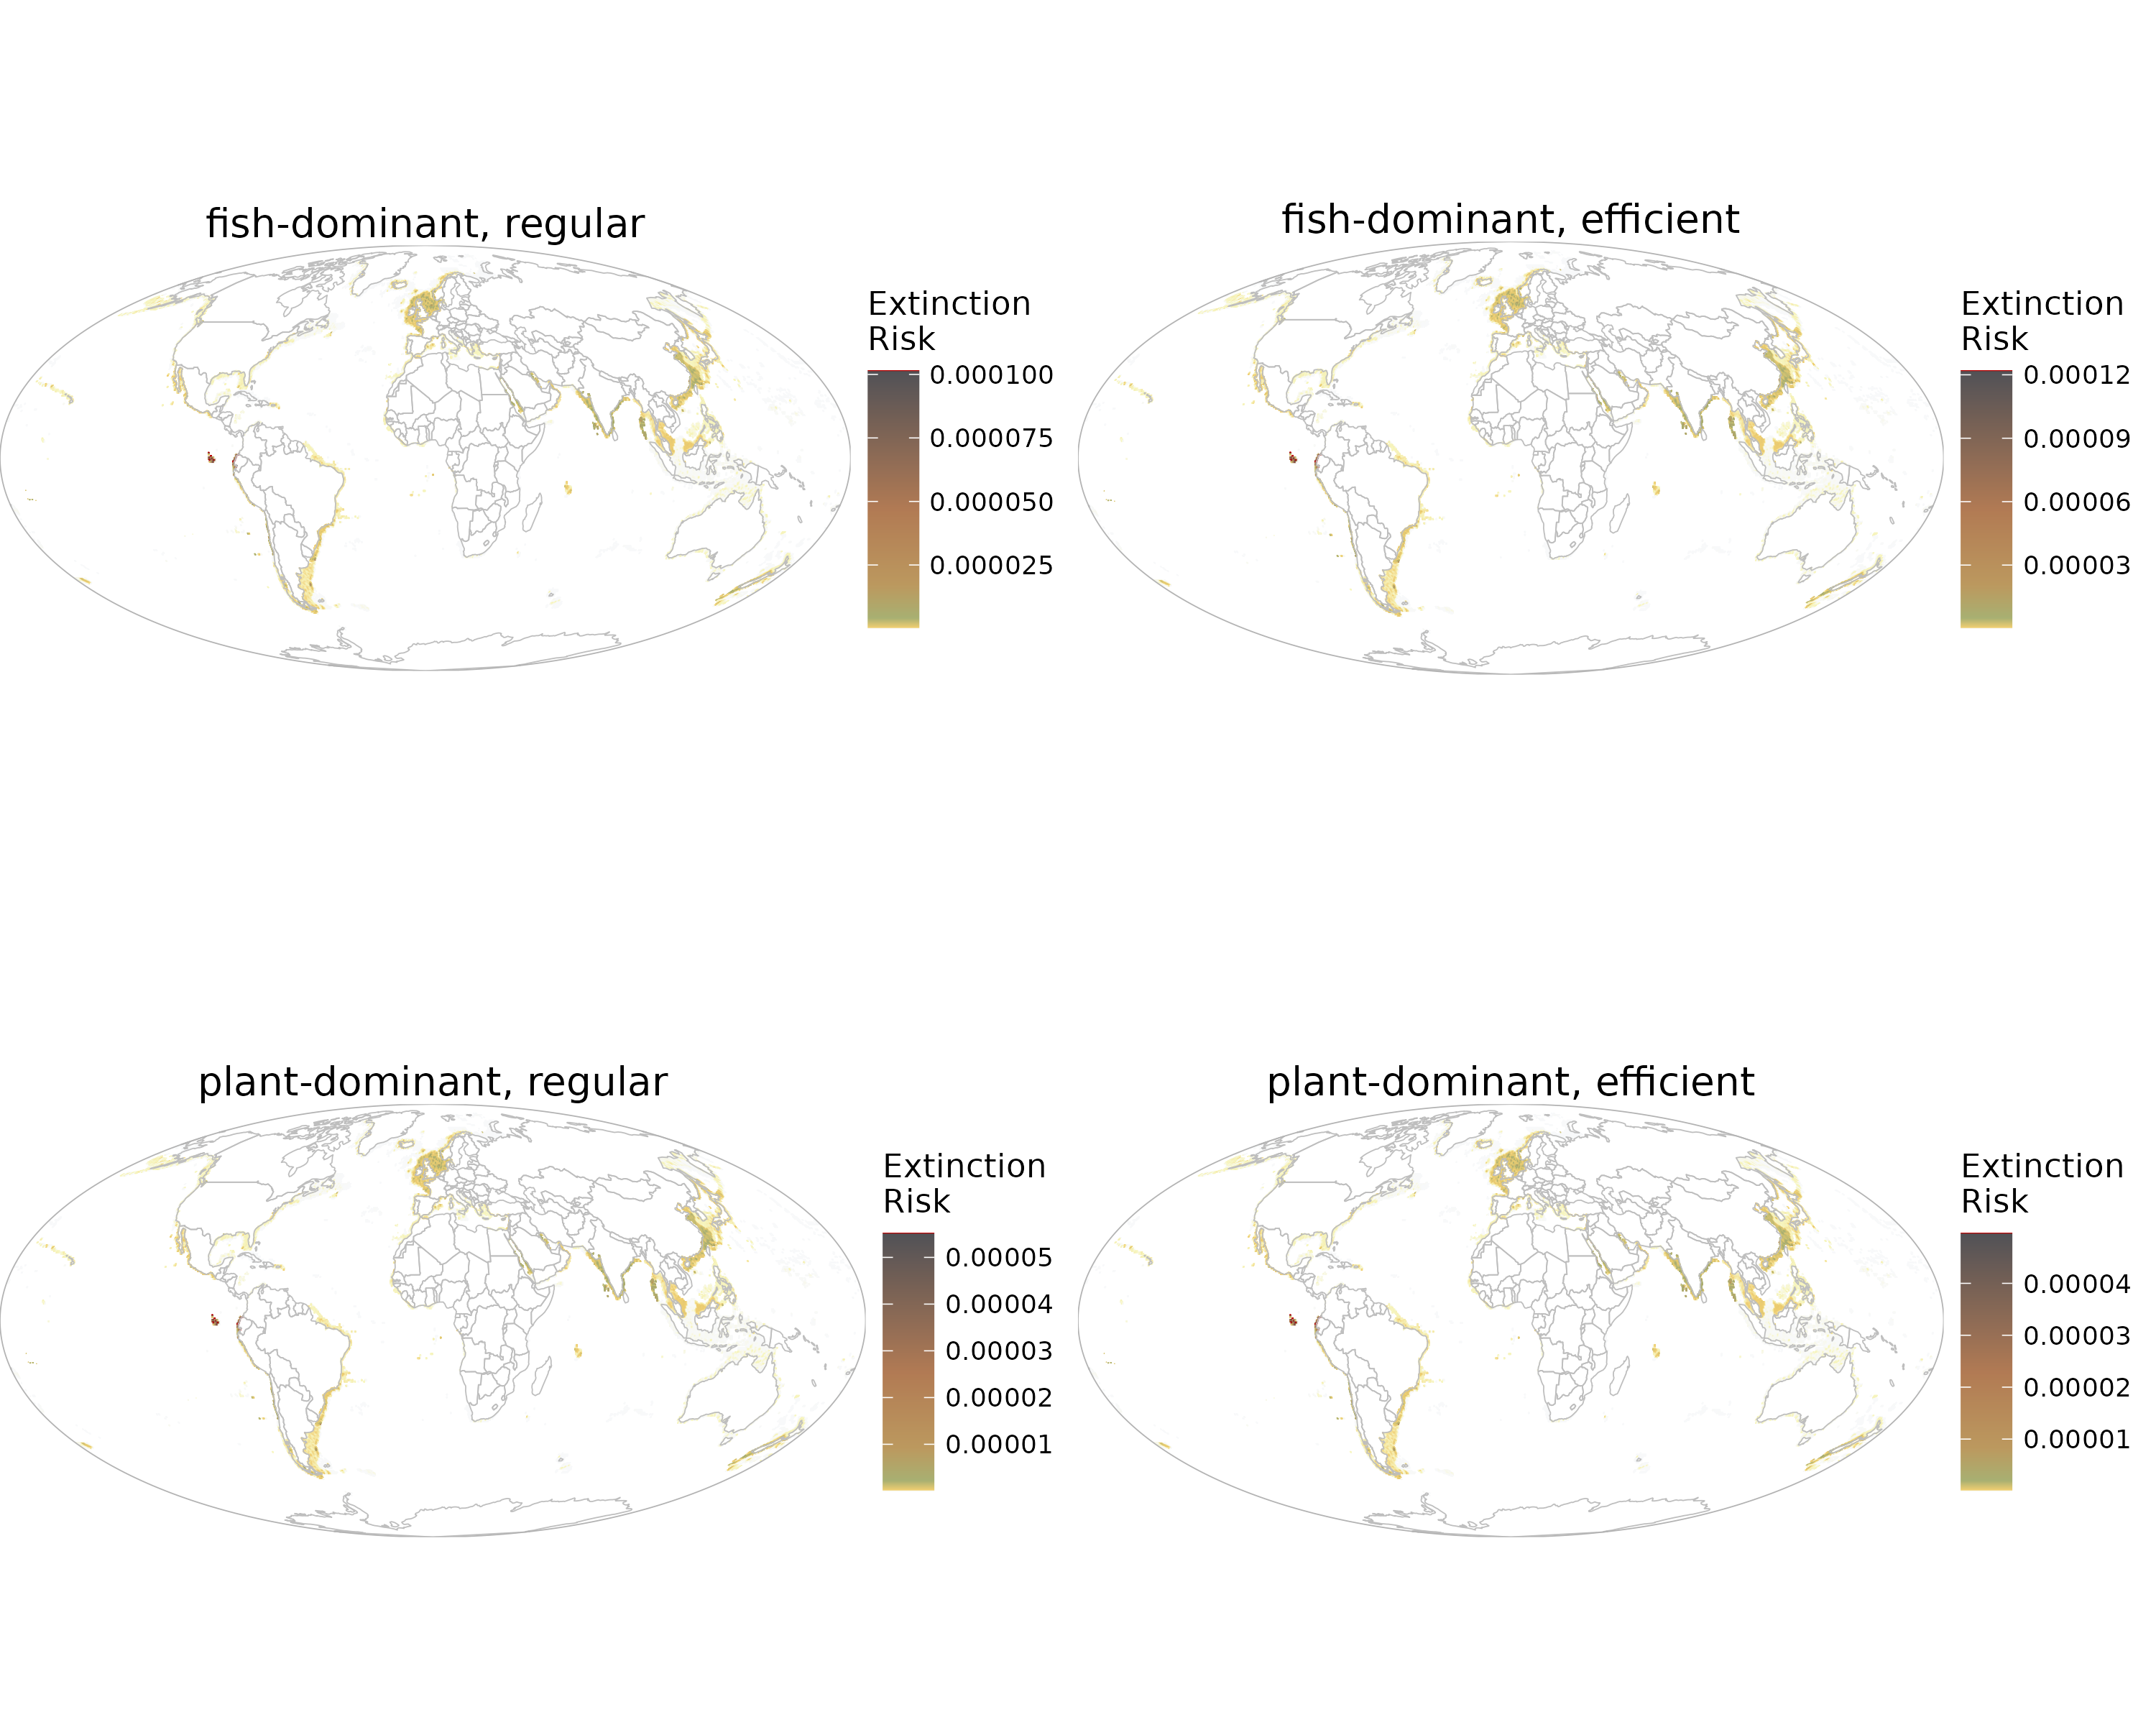 fish-dominant, regular
Extinction
Risk
0.000100
0.000075
0.000050
0.000025
fish-dominant, efficient
Extinction
Risk
0.00012
0.00009
0.00006
0.00003
plant-dominant, regular
Extinction
Risk
0.00005
0.00004
0.00003
0.00002
0.00001
plant-dominant, efficient
Extinction
Risk
0.00004
0.00003
0.00002
0.00001